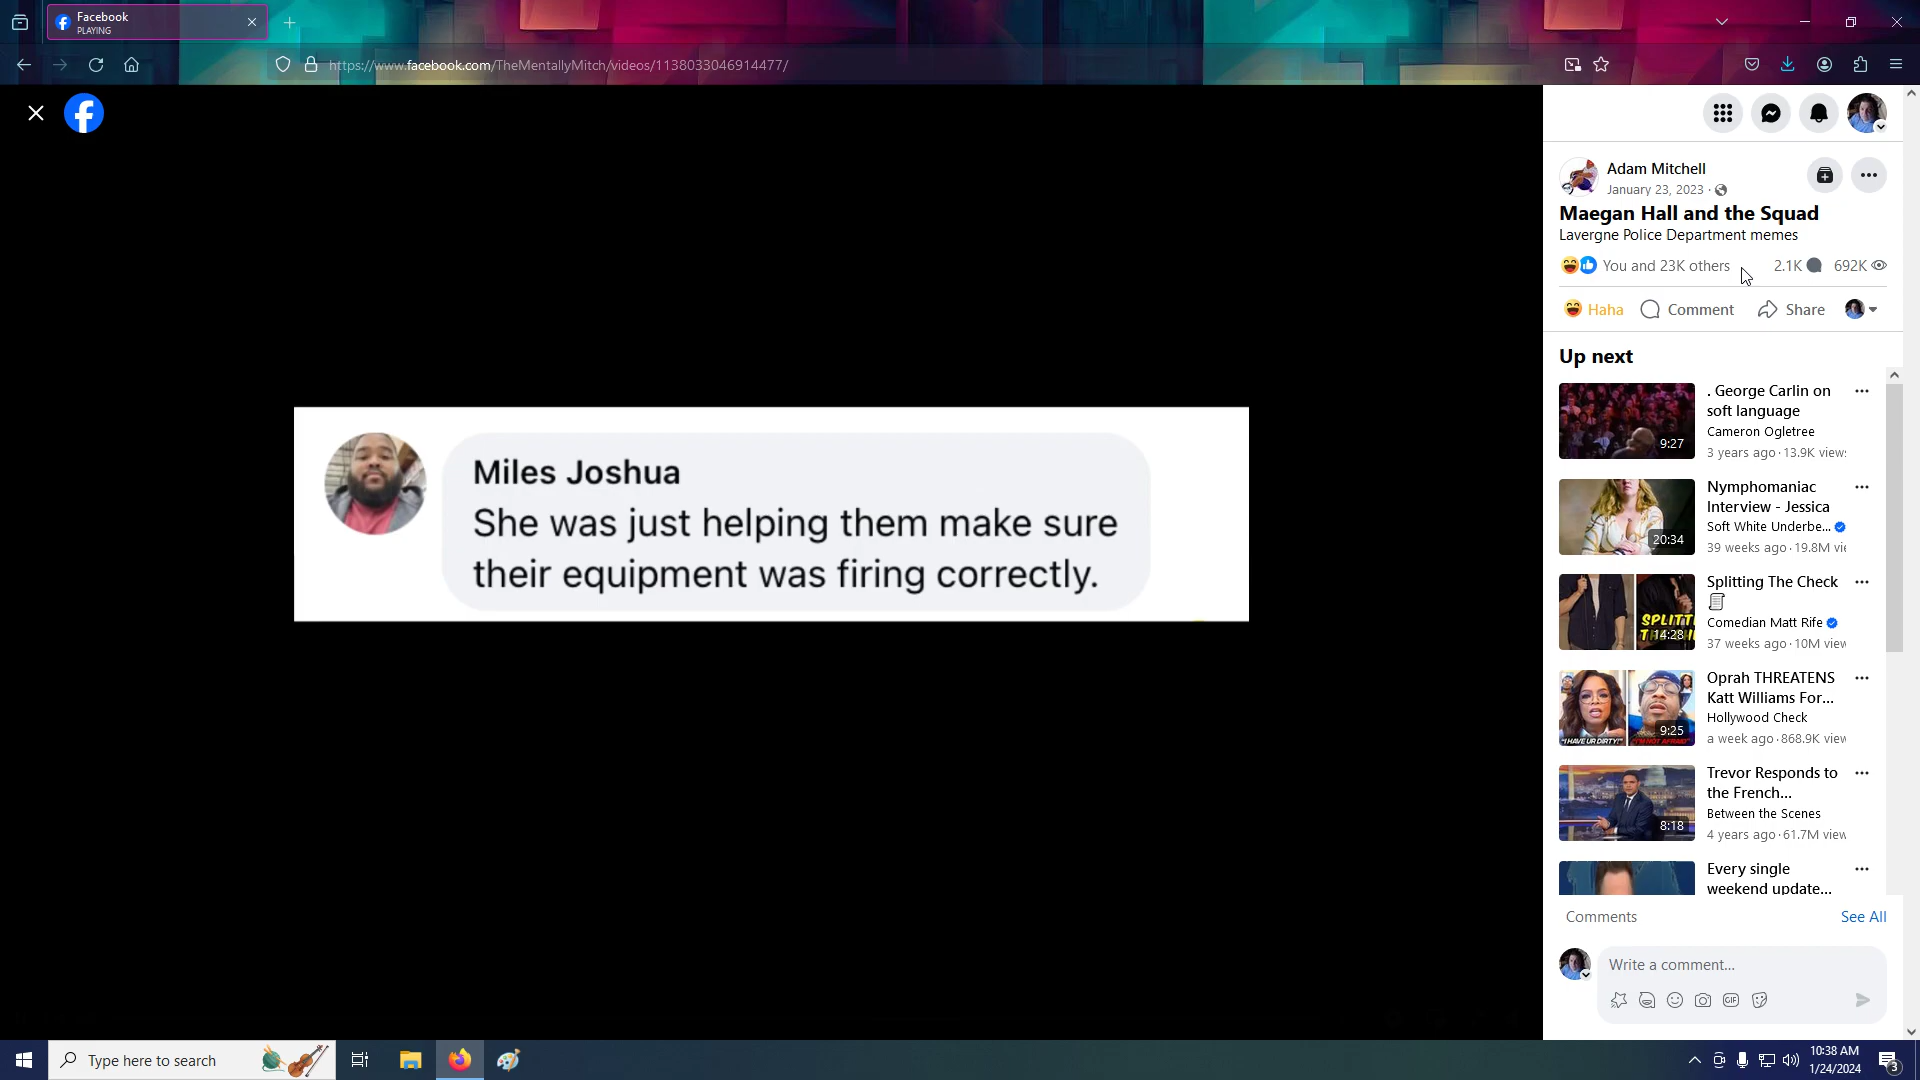 Facebook
PLAYING
https://www.facebook.com/TheMentallyMitch/videos/1138033046914477/
Adam Mitchell
January 23, 2023 ·
Maegan Hall and the Squad
Lavergne Police Department memes
You and 23K others 2.1K 692K
Haha Comment Share
Up next
. George Carlin on
soft language
Cameron Ogletree
3 years ago · 13.9K views
9:27
Nymphomaniac
Interview - Jessica
Soft White Underbe...
39 weeks ago · 19.8M vie
20:34
Splitting The Check
Comedian Matt Rife
37 weeks ago · 10M view
14:28
Oprah THREATENS
Katt Williams For...
Hollywood Check
a week ago · 868.9K view
"I HAVE UR DIRTY!"
9:25
Trevor Responds to
the French...
Between the Scenes
4 years ago · 61.7M view
8:18
Every single
weekend update...
Comments See All
Write a comment...
GIF
Miles Joshua
She was just helping them make sure
their equipment was firing correctly.
Type here to search
10:38 AM
1/24/2024
3